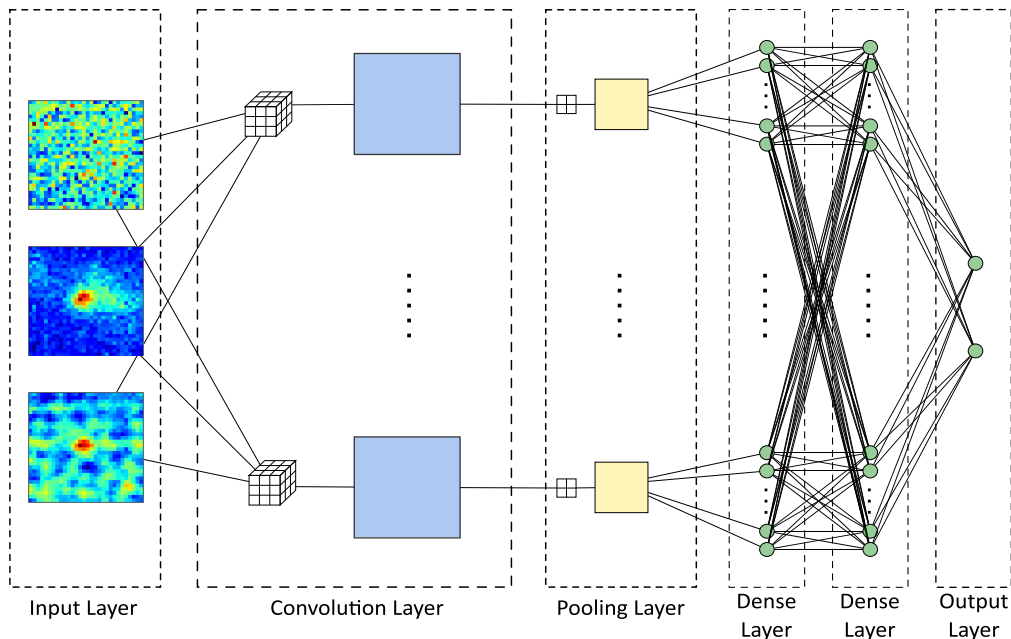 Input Layer
Convolution Layer
Pooling Layer
Dense
Layer
Dense
Layer
Output
Layer